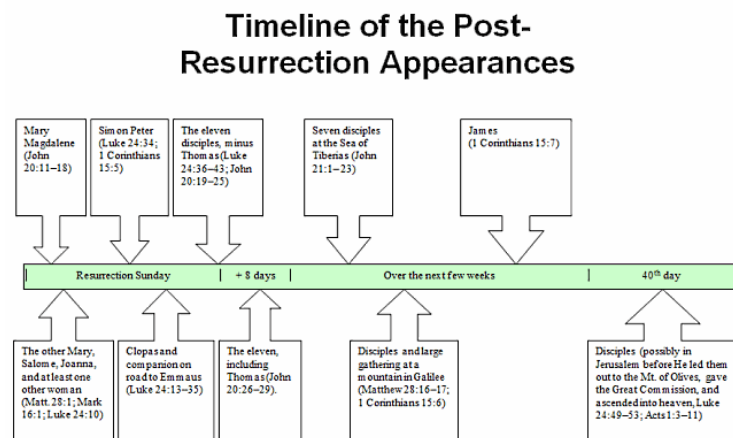 Timeline of the Post-
Resurrection Appearances
Mary
Magdalene
(John
20:11–18)
Simon Peter
(Luke 24:34;
1 Corinthians
15:5)
The eleven
disciples, minus
Thomas (Luke
24:36–43; John
20:19–25)
Seven disciples
at the Sea of
Tiberias (John
21:1–23)
James
(1 Corinthians 15:7)
Resurrection Sunday
+ 8 days
Over the next few weeks
40th day
The other Mary,
Salome, Joanna,
and at least one
other woman
(Matt. 28:1; Mark
16:1; Luke 24:10)
Clopas and
companion on
road to Emmaus
(Luke 24:13–35)
The eleven,
including
Thomas (John
20:26–29).
Disciples and large
gathering at a
mountain in Galilee
(Matthew 28:16–17;
1 Corinthians 15:6)
Disciples (possibly in
Jerusalem before He led them
out to the Mt. of Olives, gave
the Great Commission, and
ascended into heaven, Luke
24:49–53; Acts 1:3–11)